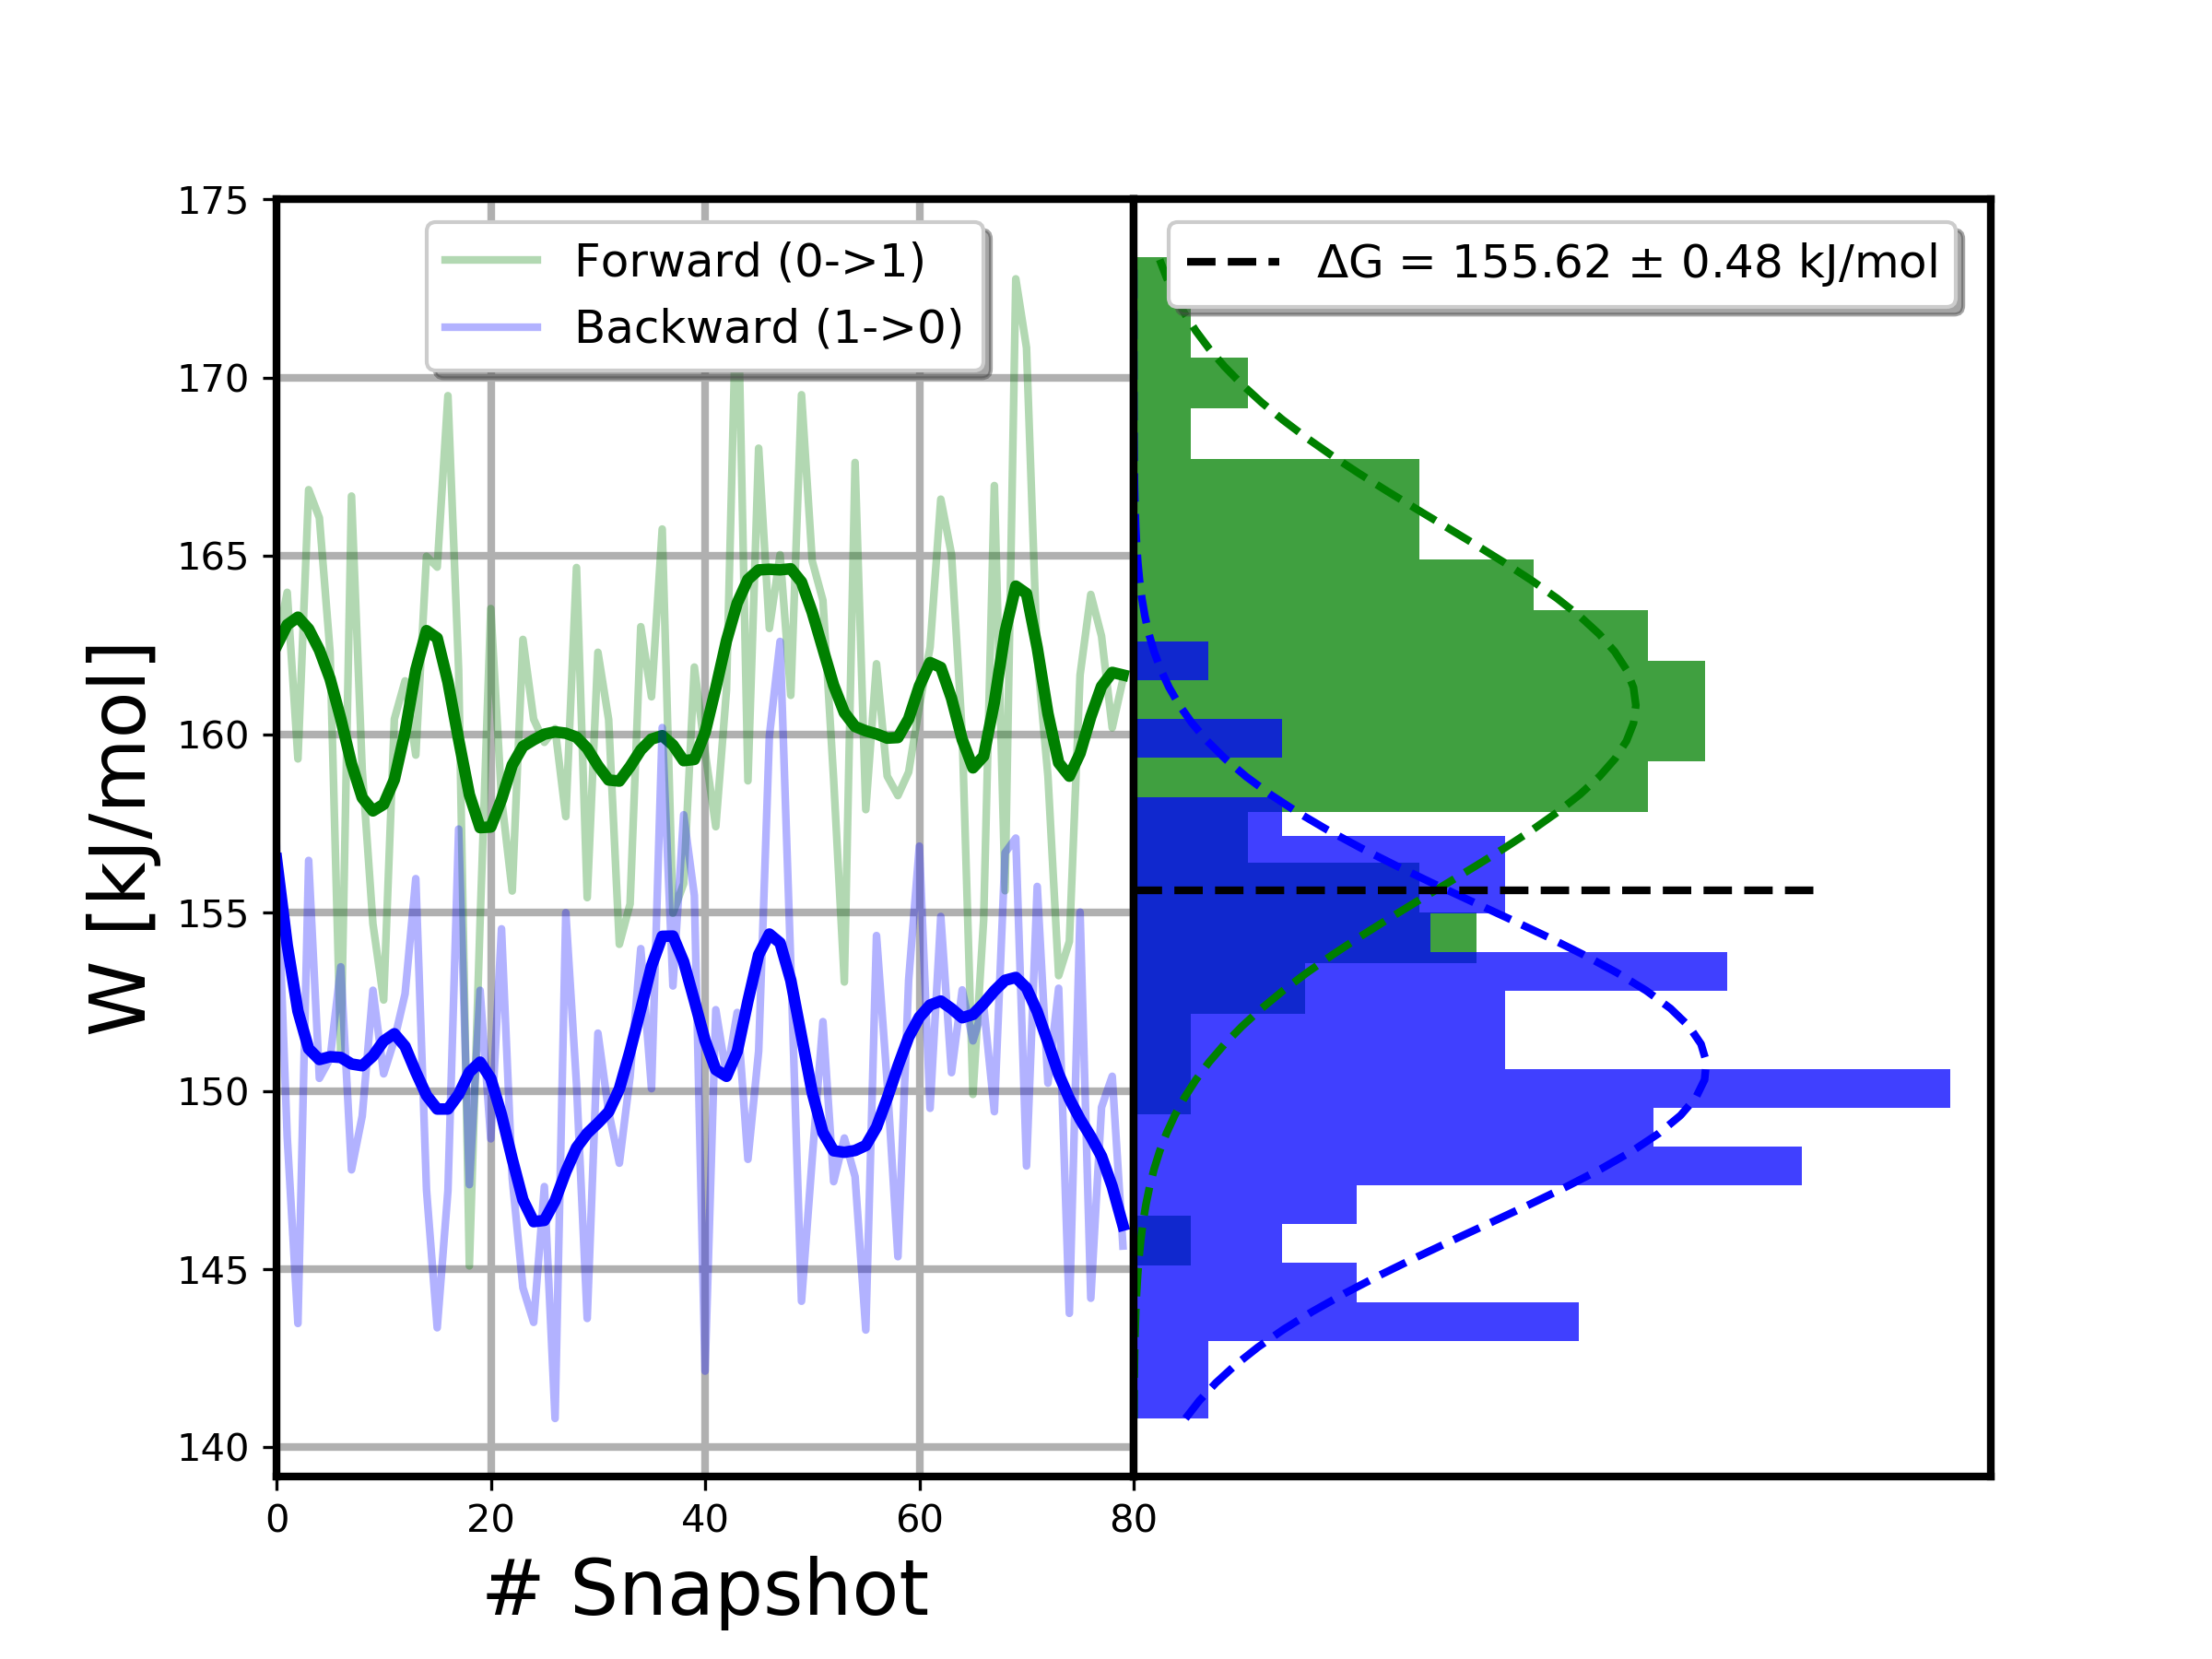 175
170
165
160
155
150
145
140
W [kJ/mol]
Forward (0->1)
Backward (1->0)
ΔG = 155.62 ± 0.48 kJ/mol
0 20 40 60 80
# Snapshot